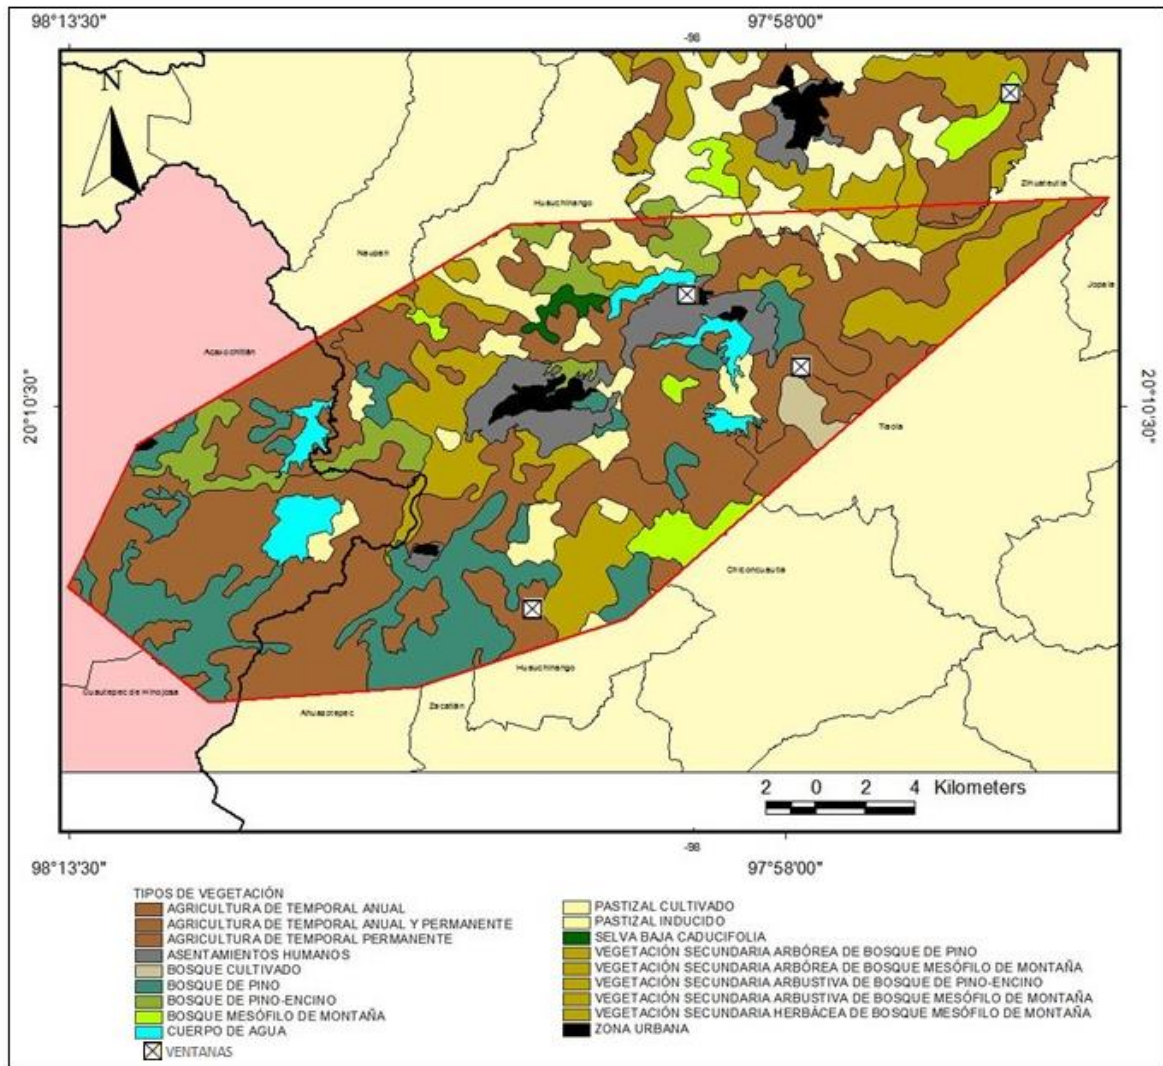 98°13'30"
97°58'00"
-98
N
Zihuateutla
Huauchinango
Naupan
Jopala
Acaxochitlán
20°10'30"
20°10'30"
Tlaola
Chiconcuautla
Huauchinango
Cuautepec de Hinojosa
Zacatlán
Ahuazotepec
2 0 2 4 Kilometers
-98
98°13'30"
97°58'00"
TIPOS DE VEGETACIÓN
AGRICULTURA DE TEMPORAL ANUAL
AGRICULTURA DE TEMPORAL ANUAL Y PERMANENTE
AGRICULTURA DE TEMPORAL PERMANENTE
ASENTAMIENTOS HUMANOS
BOSQUE CULTIVADO
BOSQUE DE PINO
BOSQUE DE PINO-ENCINO
BOSQUE MESÓFILO DE MONTAÑA
CUERPO DE AGUA
VENTANAS
PASTIZAL CULTIVADO
PASTIZAL INDUCIDO
SELVA BAJA CADUCIFOLIA
VEGETACIÓN SECUNDARIA ARBÓREA DE BOSQUE DE PINO
VEGETACIÓN SECUNDARIA ARBÓREA DE BOSQUE MESÓFILO DE MONTAÑA
VEGETACIÓN SECUNDARIA ARBUSTIVA DE BOSQUE DE PINO-ENCINO
VEGETACIÓN SECUNDARIA ARBUSTIVA DE BOSQUE MESÓFILO DE MONTAÑA
VEGETACIÓN SECUNDARIA HERBÁCEA DE BOSQUE MESÓFILO DE MONTAÑA
ZONA URBANA